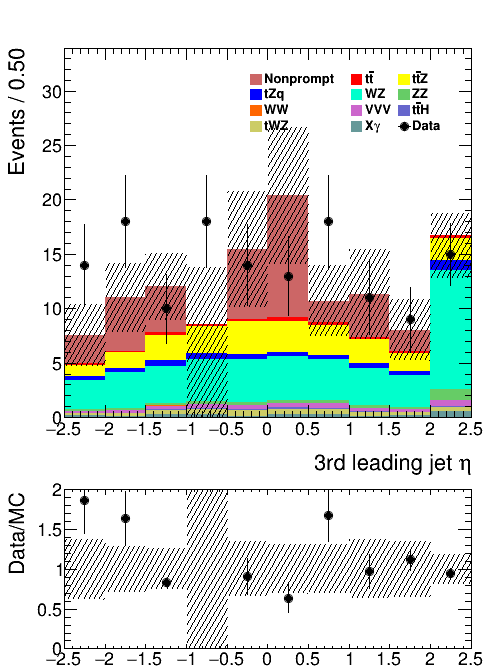 Events / 0.50
30
25
20
15
10
5
0
Nonprompt
tt̄
tt̄Z
tZq
WZ
ZZ
WW
VVV
tt̄H
tWZ
Xγ
Data
−2.5 −2 −1.5 −1 −0.5 0 0.5 1 1.5 2 2.5
3rd leading jet η
Data/MC
2
1.5
1
0.5
0
−2.5 −2 −1.5 −1 −0.5 0 0.5 1 1.5 2 2.5